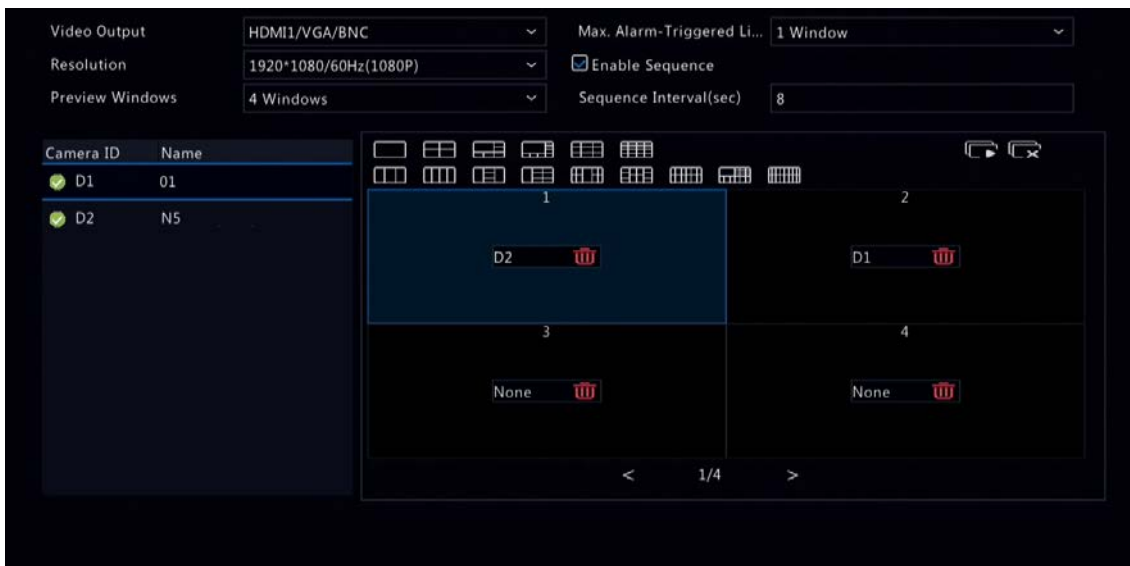 Video Output HDMI1/VGA/BNC Max. Alarm-Triggered Li... 1 Window
Resolution 1920*1080/60Hz(1080P) Enable Sequence
Preview Windows 4 Windows Sequence Interval(sec) 8
Camera ID Name
D1 01
D2 N5
1 2
D2 D1
3 4
None None
< 1/4 >